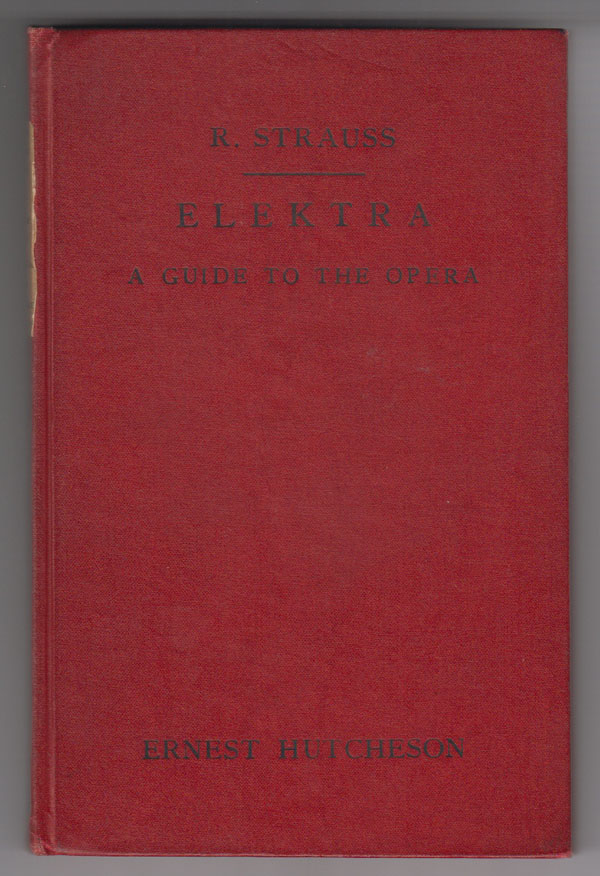 R. STRAUSS
ELEKTRA
A GUIDE TO THE OPERA
ERNEST HUTCHESON